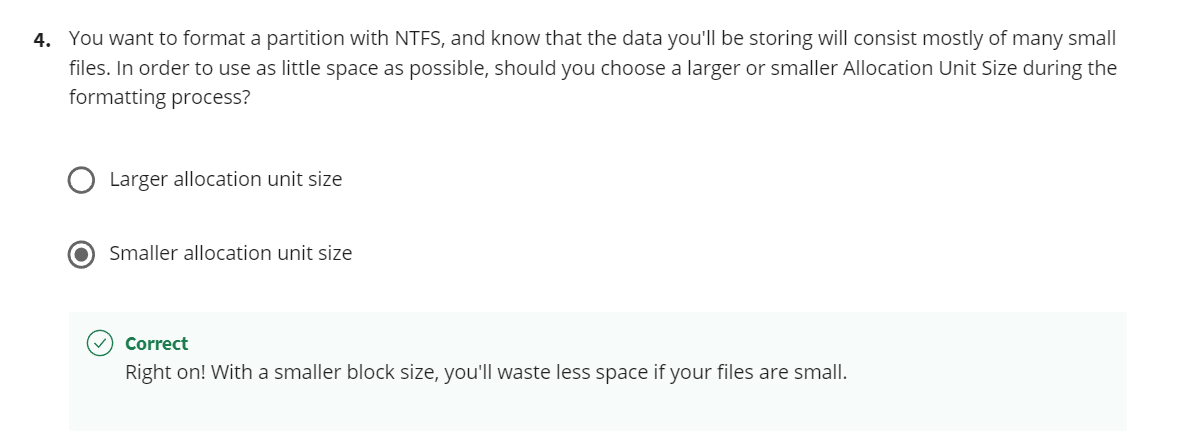 4. You want to format a partition with NTFS, and know that the data you'll be storing will consist mostly of many small
files. In order to use as little space as possible, should you choose a larger or smaller Allocation Unit Size during the
formatting process?
Larger allocation unit size
Smaller allocation unit size
Correct
Right on! With a smaller block size, you'll waste less space if your files are small.